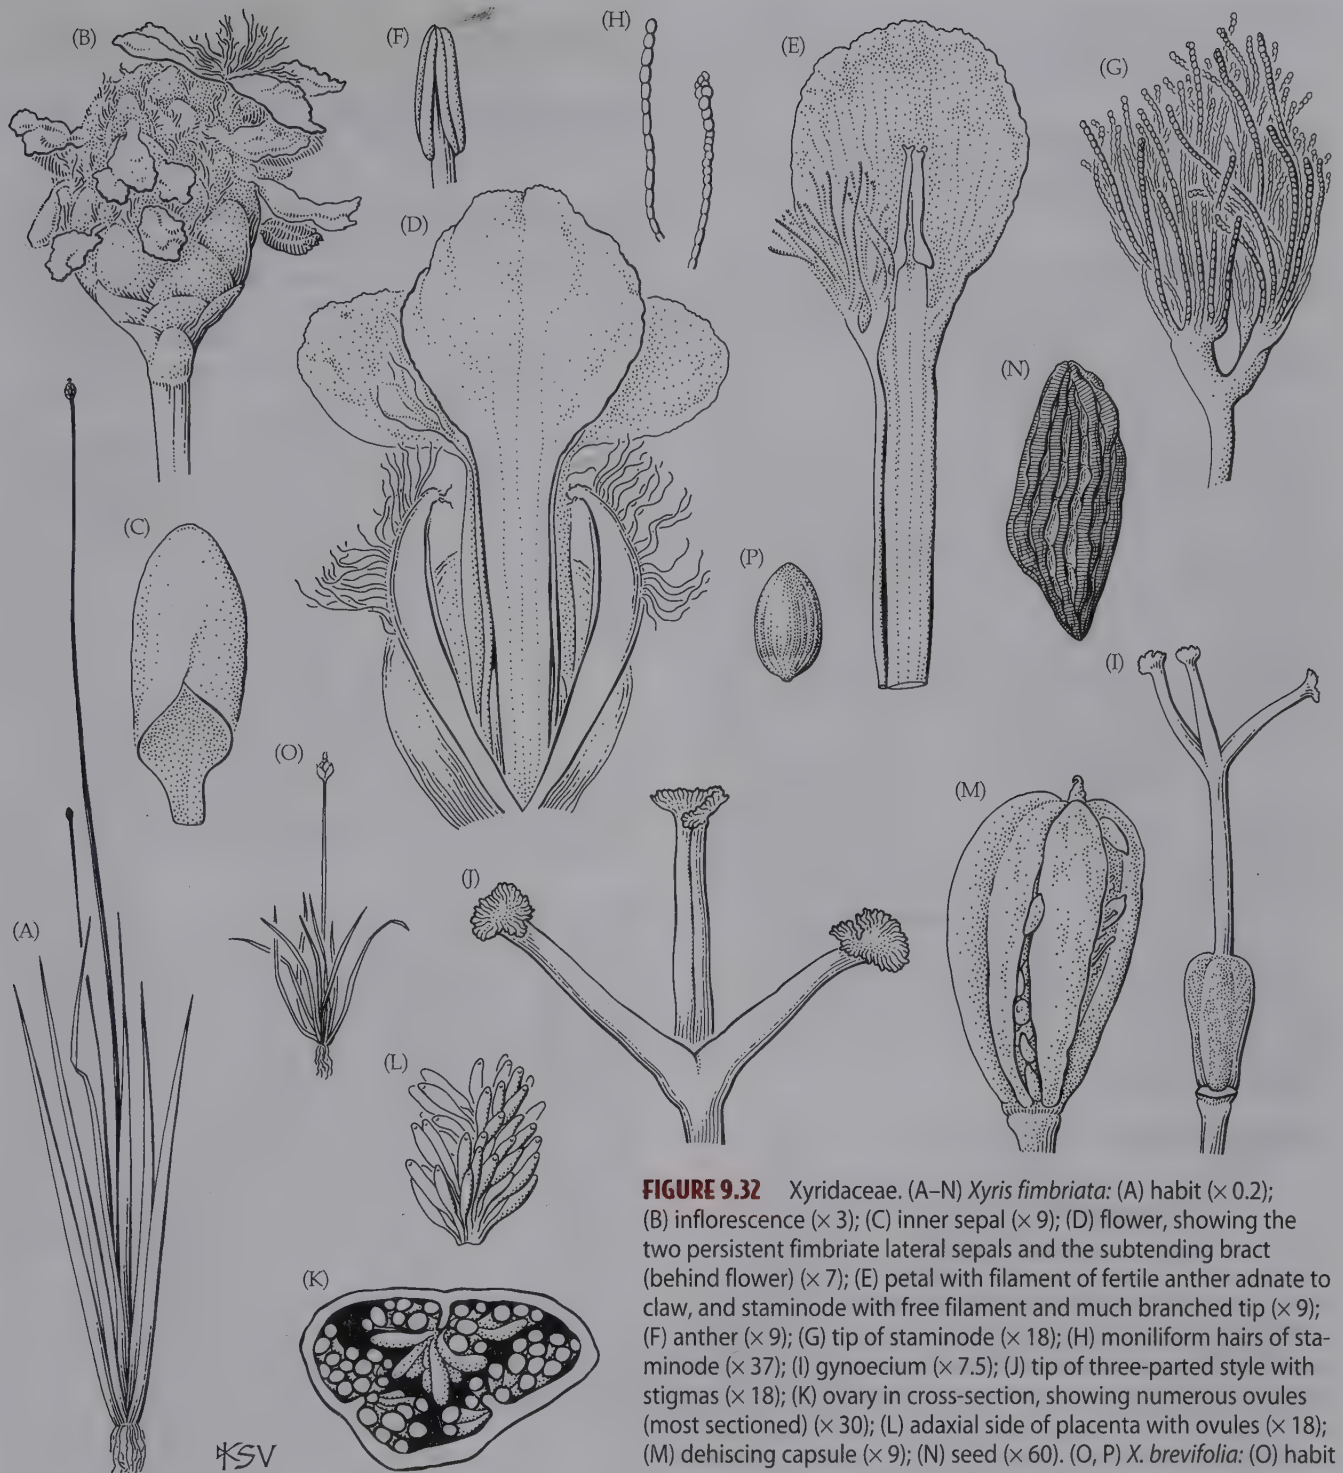 (B)
(F)
(H)
(E)
(G)
(D)
(N)
(C)
(P)
(I)
(O)
(M)
(J)
(A)
(L)
(K)
KSV
FIGURE 9.32 Xyridaceae. (A–N) Xyris fimbriata: (A) habit (× 0.2);
(B) inflorescence (× 3); (C) inner sepal (× 9); (D) flower, showing the
two persistent fimbriate lateral sepals and the subtending bract
(behind flower) (× 7); (E) petal with filament of fertile anther adnate to
claw, and staminode with free filament and much branched tip (× 9);
(F) anther (× 9); (G) tip of staminode (× 18); (H) moniliform hairs of sta-
minode (× 37); (I) gynoecium (× 7.5); (J) tip of three-parted style with
stigmas (× 18); (K) ovary in cross-section, showing numerous ovules
(most sectioned) (× 30); (L) adaxial side of placenta with ovules (× 18);
(M) dehiscing capsule (× 9); (N) seed (× 60). (O, P) X. brevifolia: (O) habit